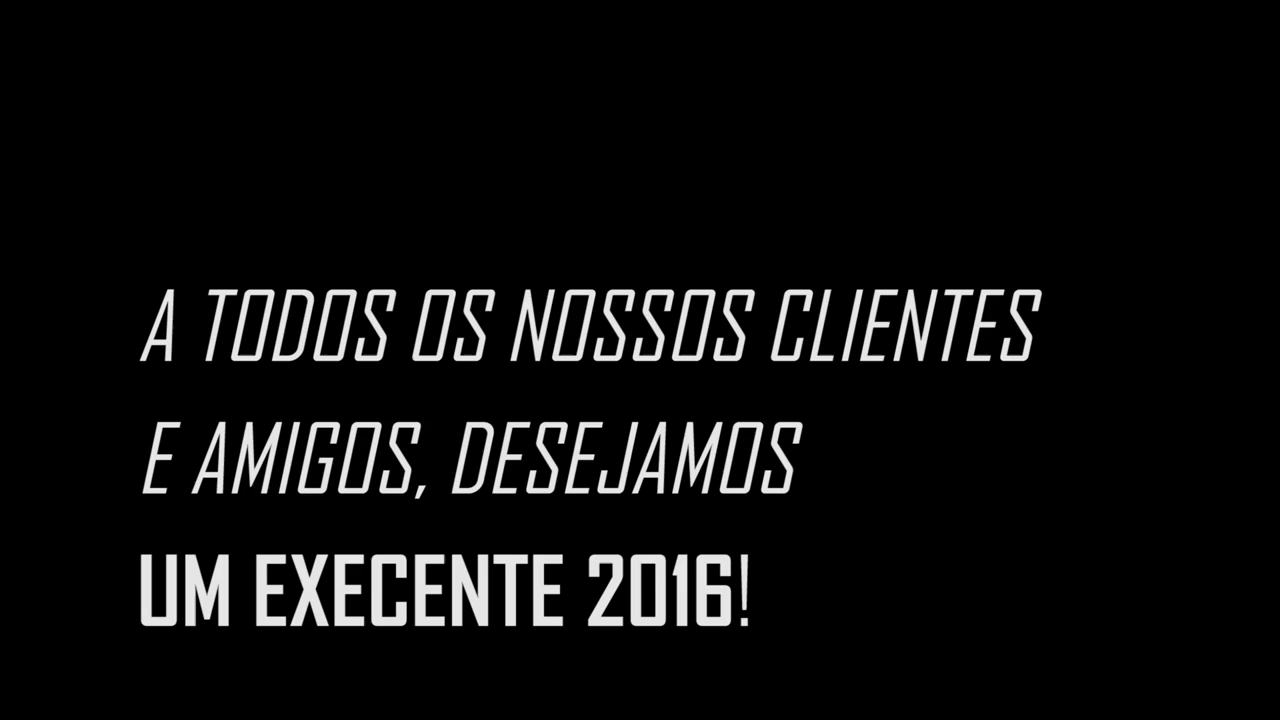 A TODOS OS NOSSOS CLIENTES
E AMIGOS, DESEJAMOS
UM EXECENTE 2016!